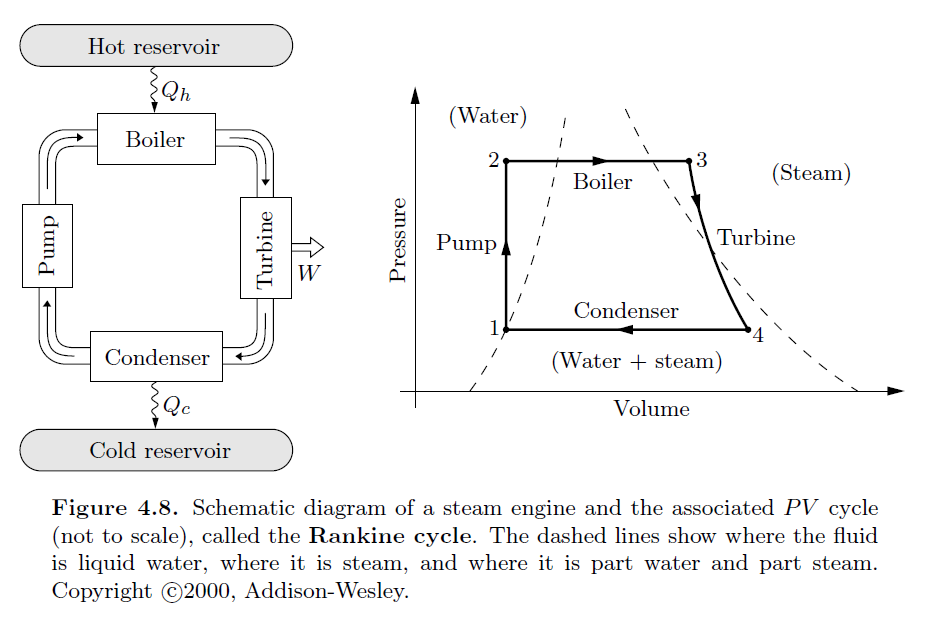 Hot reservoir
Qh
Boiler
Pump
Turbine
W
Condenser
Qc
Cold reservoir
(Water)
2
3
(Steam)
Boiler
Pressure
Pump
Turbine
Condenser
1
4
(Water + steam)
Volume
Figure 4.8. Schematic diagram of a steam engine and the associated PV cycle
(not to scale), called the Rankine cycle. The dashed lines show where the fluid
is liquid water, where it is steam, and where it is part water and part steam.
Copyright ©2000, Addison-Wesley.